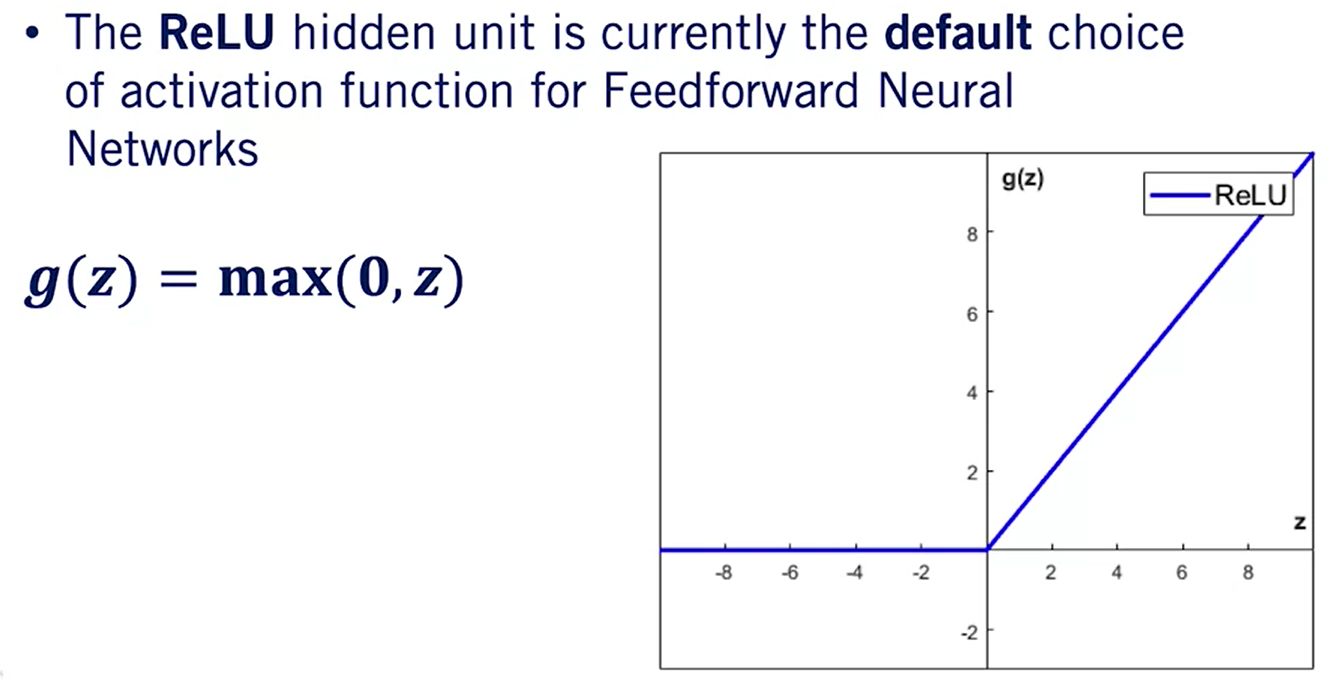 • The ReLU hidden unit is currently the default choice
of activation function for Feedforward Neural
Networks
g(z) = max(0, z)
g(z)
ReLU
8
6
4
2
z
-8 -6 -4 -2 2 4 6 8
-2